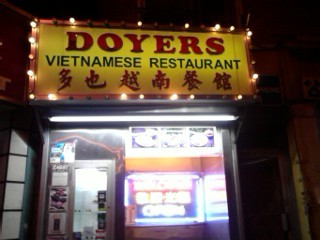 DOYERS
VIETNAMESE RESTAURANT
多也越南餐館
OPEN